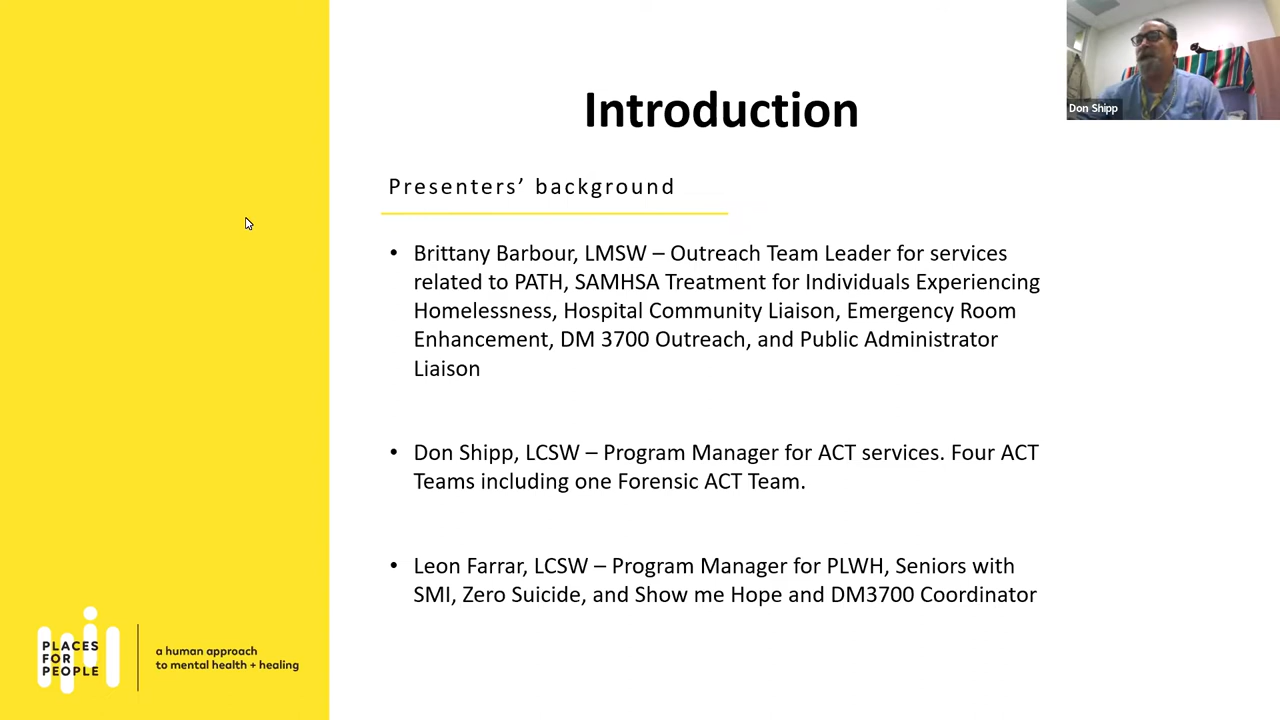 Introduction
Presenters’ background
• Brittany Barbour, LMSW – Outreach Team Leader for services
related to PATH, SAMHSA Treatment for Individuals Experiencing
Homelessness, Hospital Community Liaison, Emergency Room
Enhancement, DM 3700 Outreach, and Public Administrator
Liaison
• Don Shipp, LCSW – Program Manager for ACT services. Four ACT
Teams including one Forensic ACT Team.
• Leon Farrar, LCSW – Program Manager for PLWH, Seniors with
SMI, Zero Suicide, and Show me Hope and DM3700 Coordinator
PLACES
FOR
PEOPLE
a human approach
to mental health + healing
Don Shipp